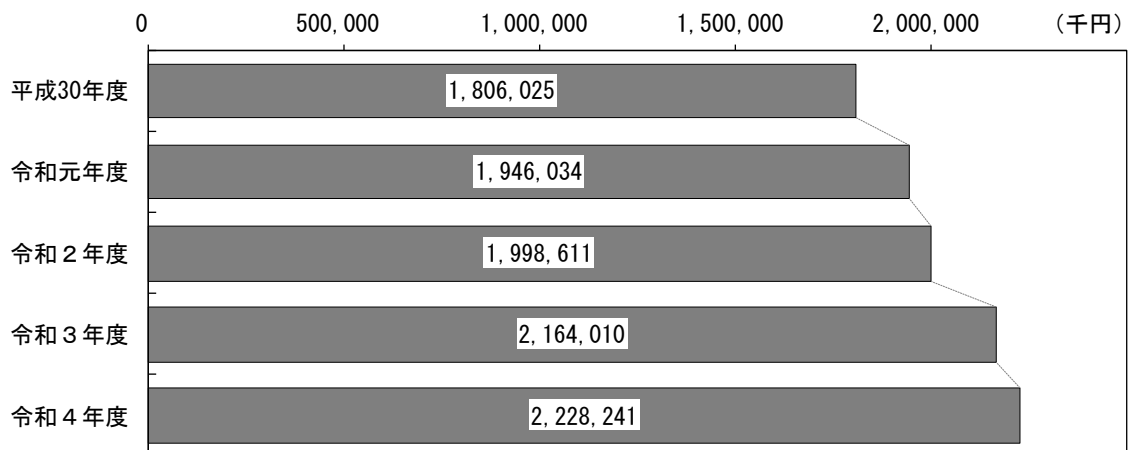 0 500,000 1,000,000 1,500,000 2,000,000 （千円）
平成30年度 1,806,025
令和元年度 1,946,034
令和２年度 1,998,611
令和３年度 2,164,010
令和４年度 2,228,241